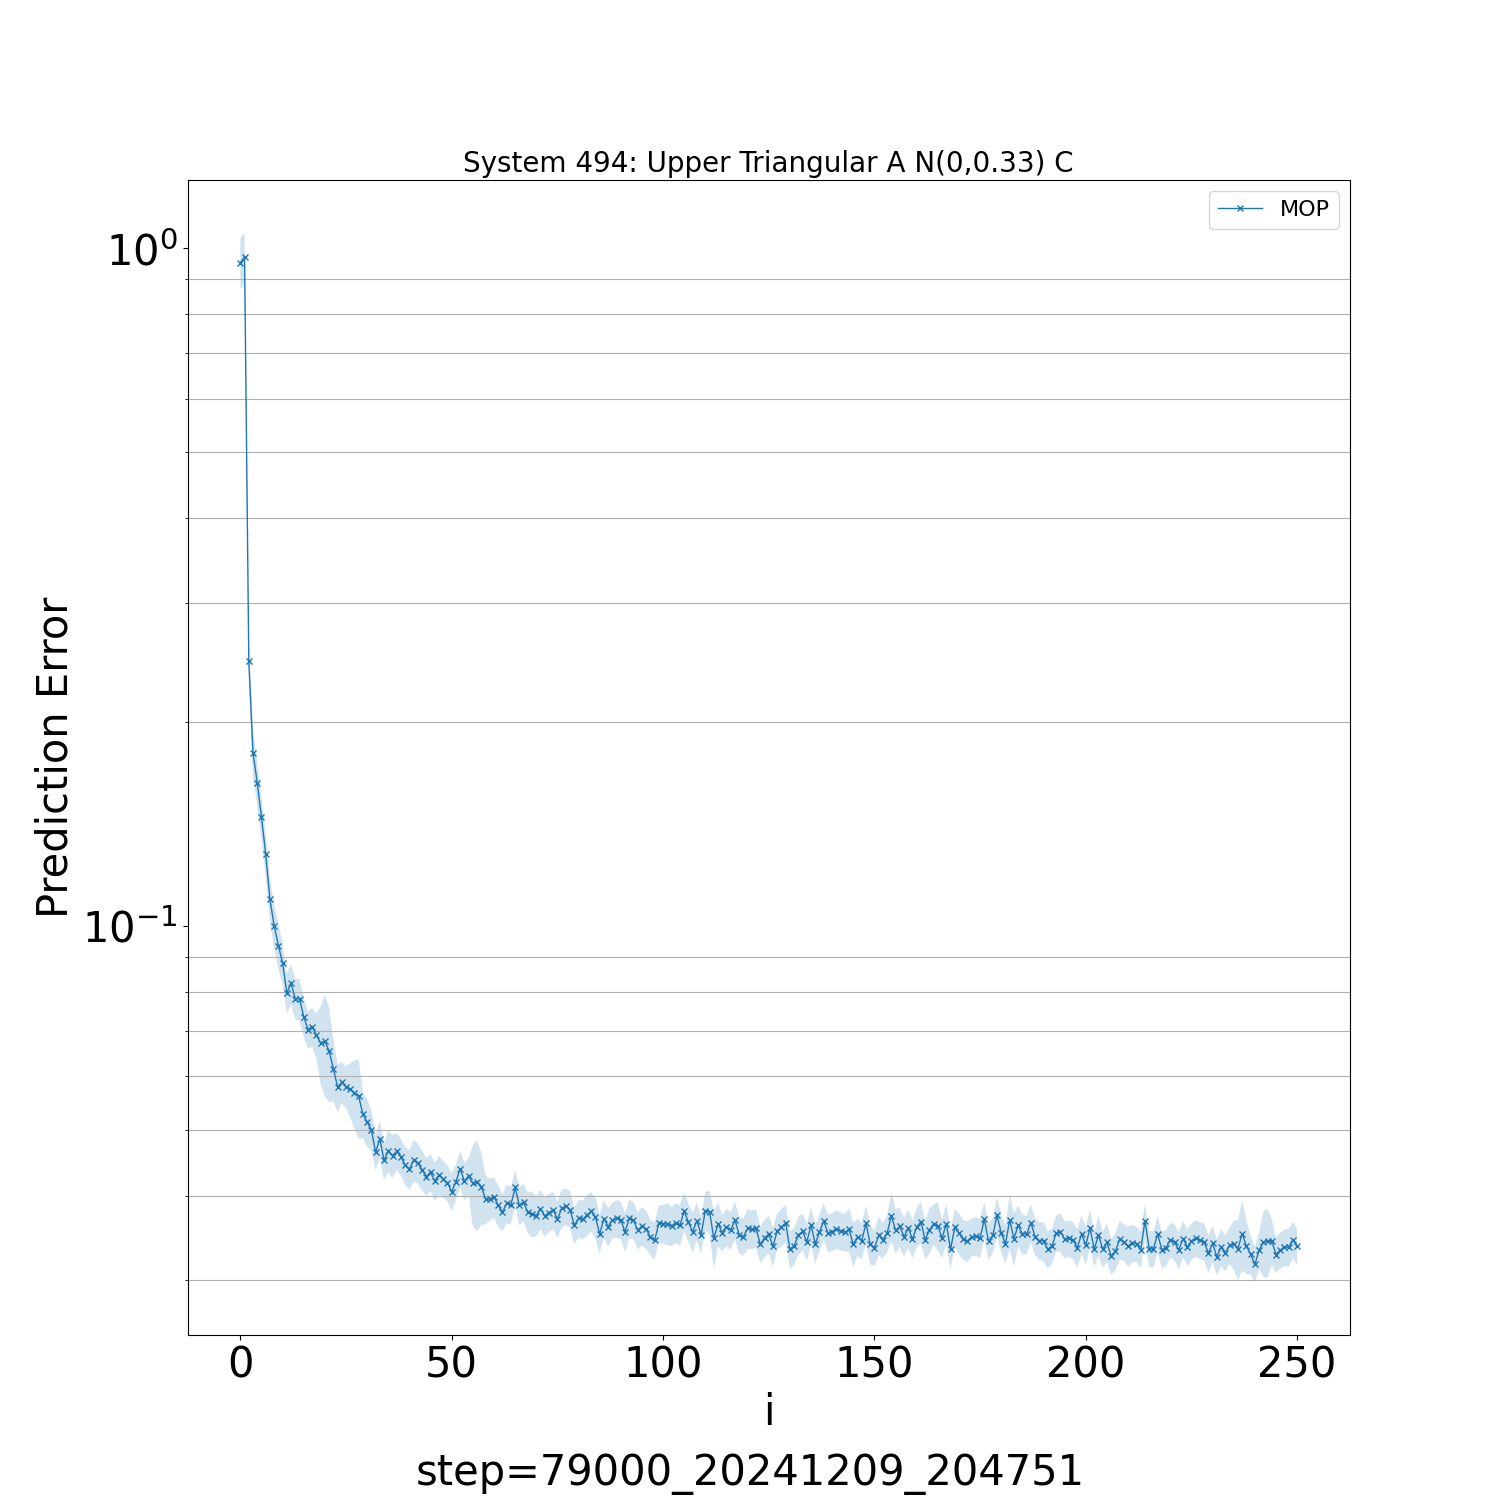 System 494: Upper Triangular A N(0,0.33) C
MOP
10⁰
10⁻¹
Prediction Error
0 50 100 150 200 250
i
step=79000_20241209_204751